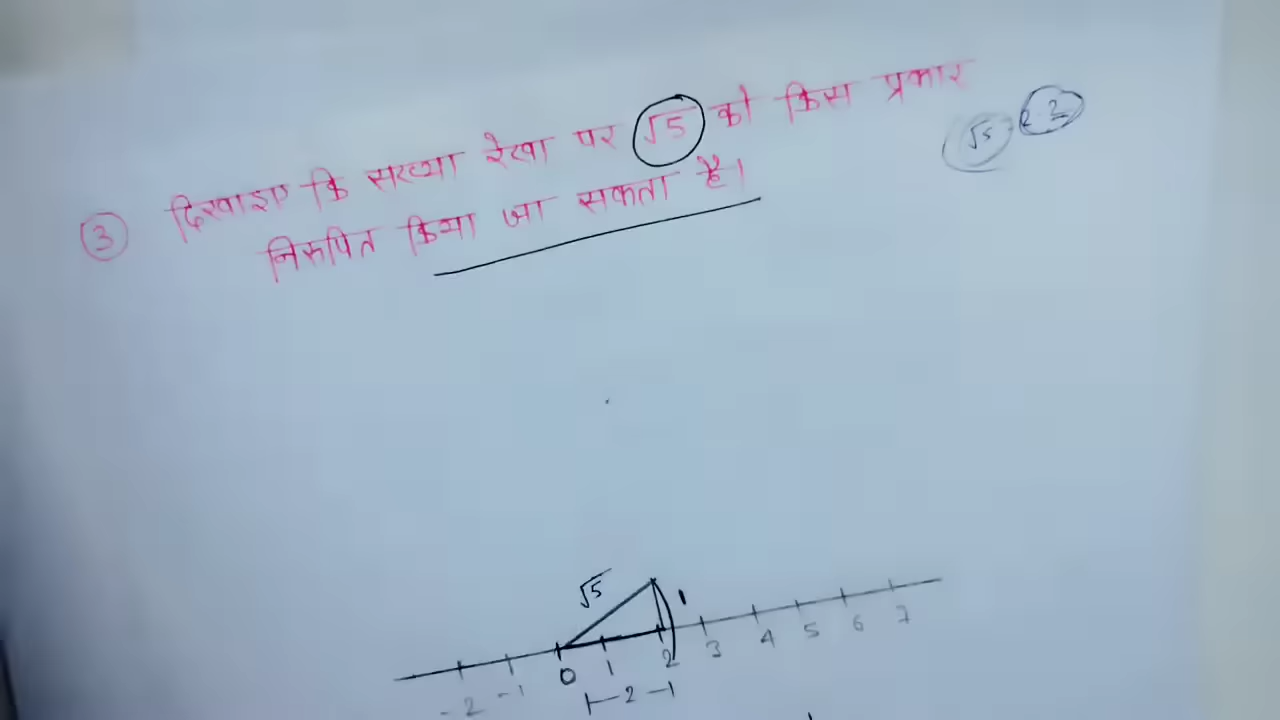 ③ दिखाइए कि संख्या रेखा पर √5 को किस प्रकार
निरुपित किया जा सकता है।
√5 2
√5 1
-2 -1 0 1 2 3 4 5 6 7
⊢2⊣